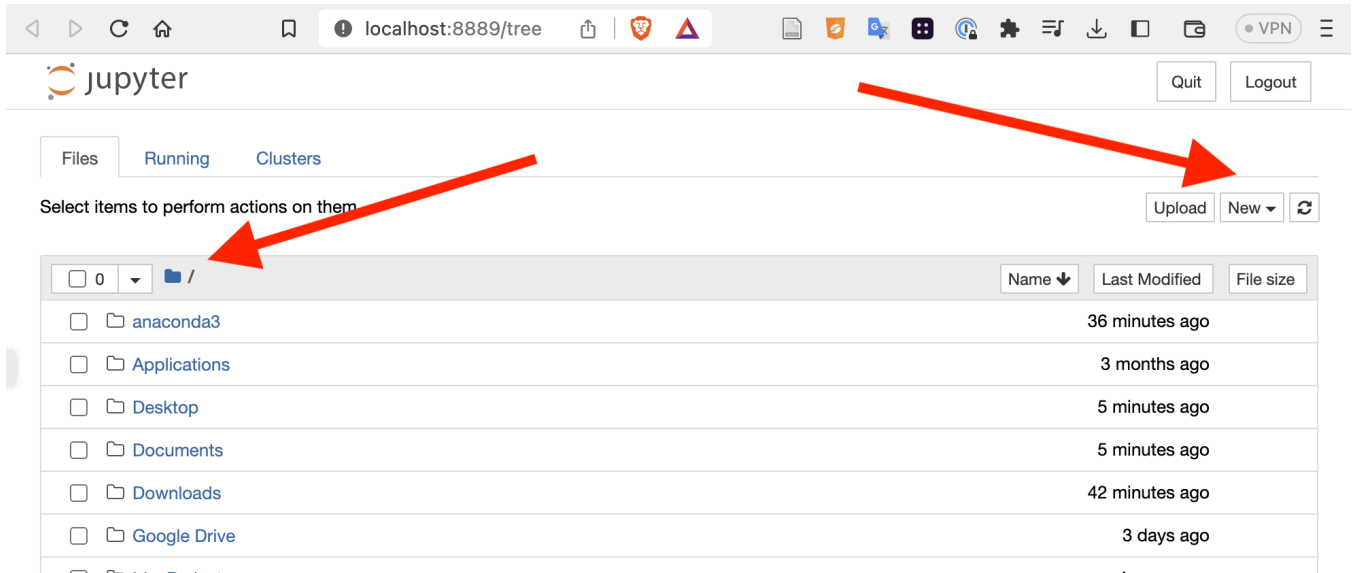 localhost:8889/tree
VPN
jupyter
Quit
Logout
Files
Running
Clusters
Select items to perform actions on them
Upload
New
0
/
Name
Last Modified
File size
anaconda3
36 minutes ago
Applications
3 months ago
Desktop
5 minutes ago
Documents
5 minutes ago
Downloads
42 minutes ago
Google Drive
3 days ago